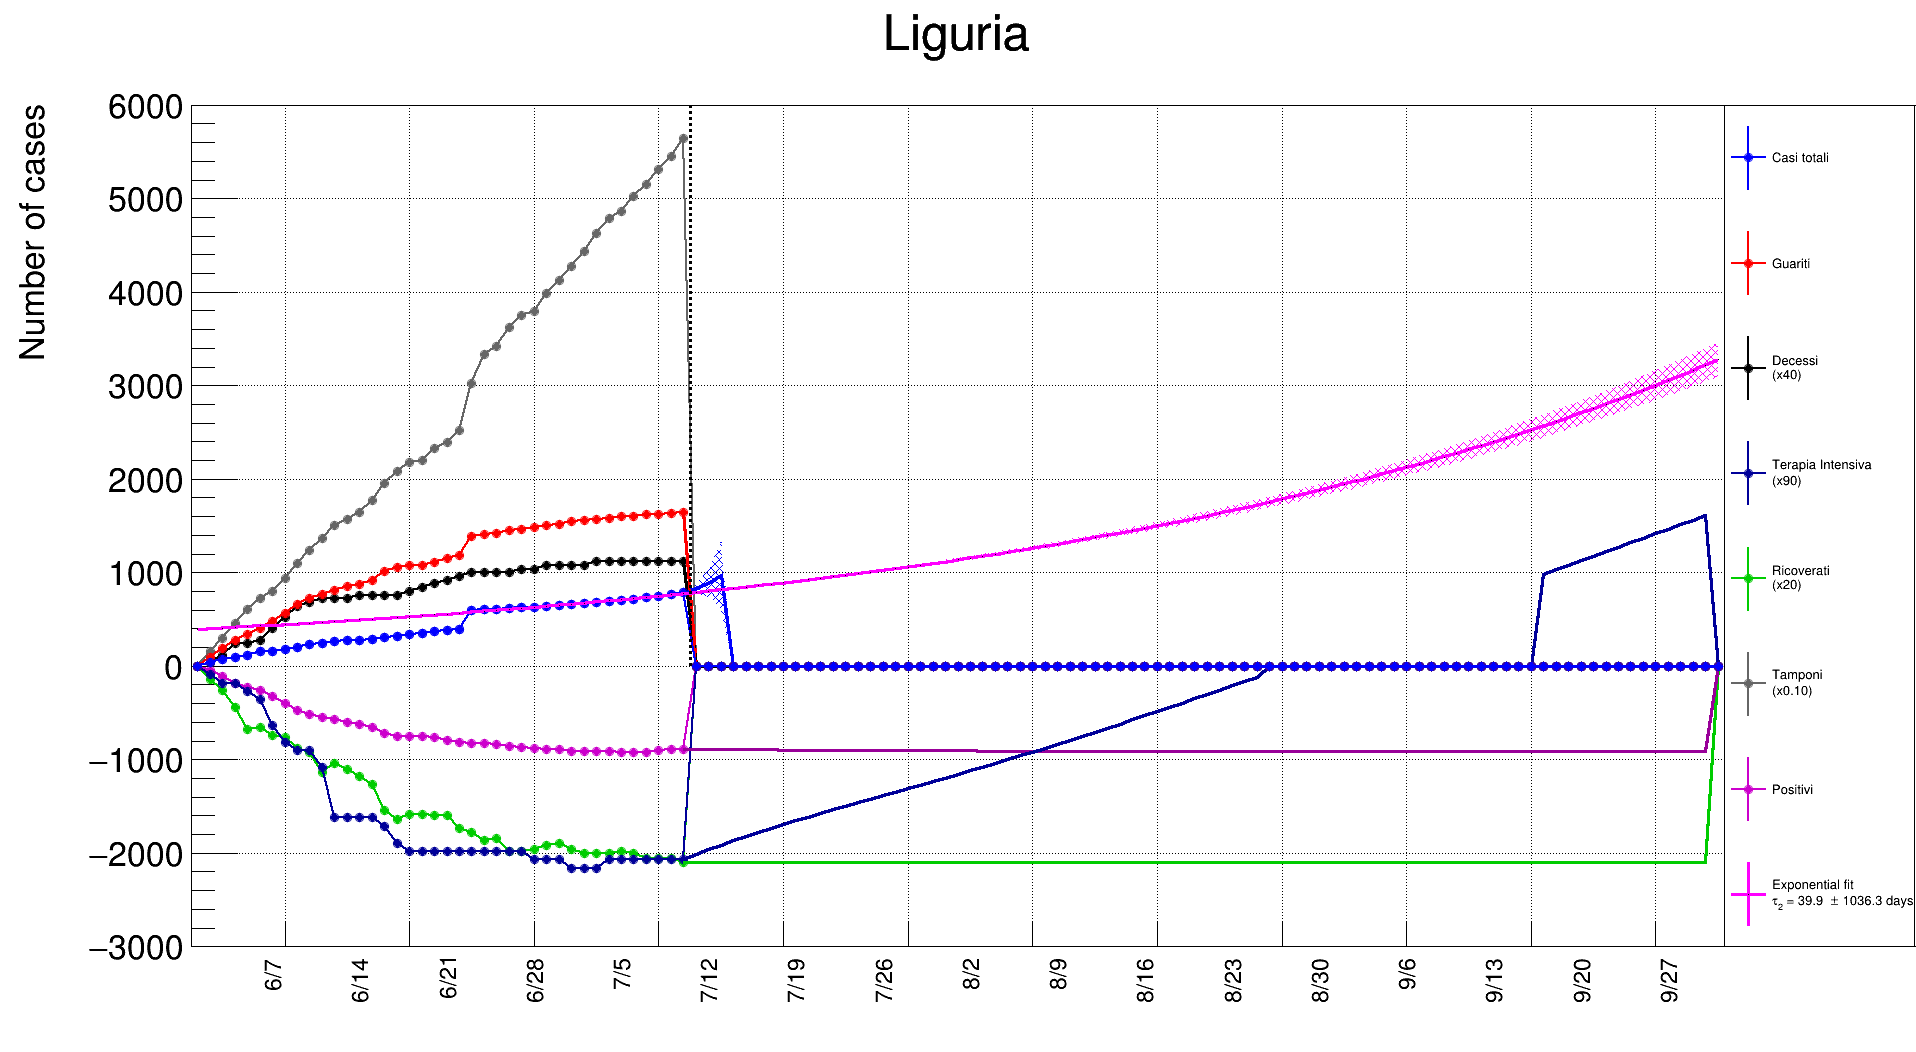 Liguria
Number of cases
6000
5000
4000
3000
2000
1000
0
−1000
−2000
−3000
6/7
6/14
6/21
6/28
7/5
7/12
7/19
7/26
8/2
8/9
8/16
8/23
8/30
9/6
9/13
9/20
9/27
Casi totali
Guariti
Decessi
(x40)
Terapia Intensiva
(x90)
Ricoverati
(x20)
Tamponi
(x0.10)
Positivi
Exponential fit
τ2 = 39.9 ± 1036.3 days